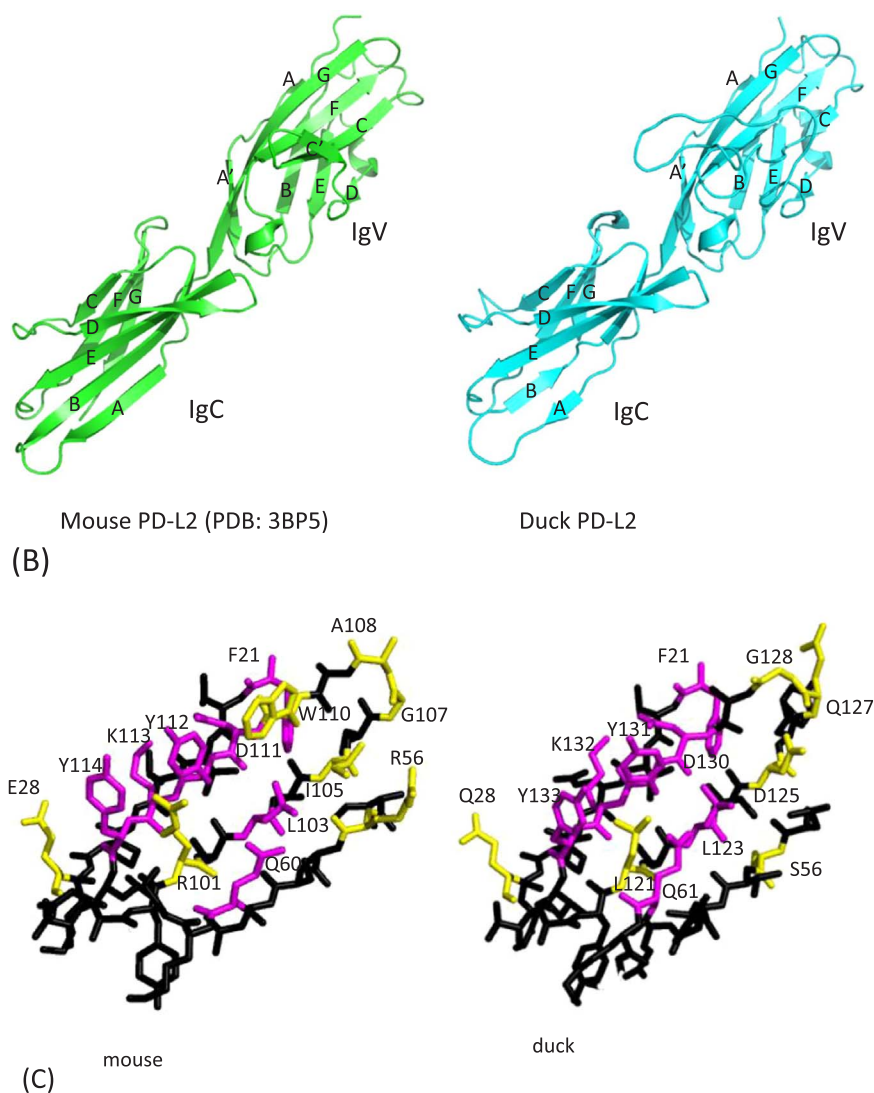 A G
F
C
C'
A'
B E D
IgV
C F G
D
E
B A
IgC
A G
F
C
A'
B E D
IgV
C F G
D
E
B
A
IgC
Mouse PD-L2 (PDB: 3BP5)
Duck PD-L2
(B)
A108
F21
W110
G107
Y112
K113
D111
Y114
R56
E28
I105
L103
Q60
R101
mouse
F21
G128
Q127
Y131
K132
D130
Y133
Q28
D125
L123
S56
L121
Q61
duck
(C)